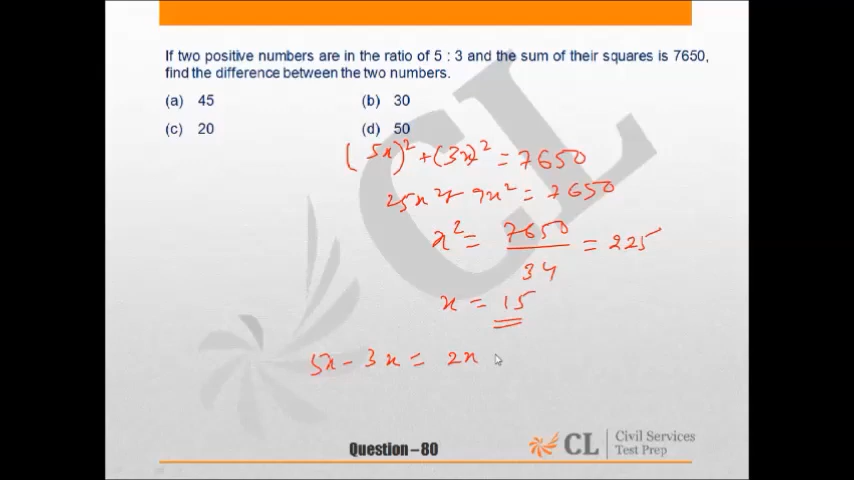 If two positive numbers are in the ratio of 5 : 3 and the sum of their squares is 7650,
find the difference between the two numbers.
(a) 45 (b) 30
(c) 20 (d) 50
(5x)² + (3x)² = 7650
25x² + 9x² = 7650
x² = 7650/34 = 225
x = 15
5x - 3x = 2x
CL
Question – 80
CL Civil Services
Test Prep